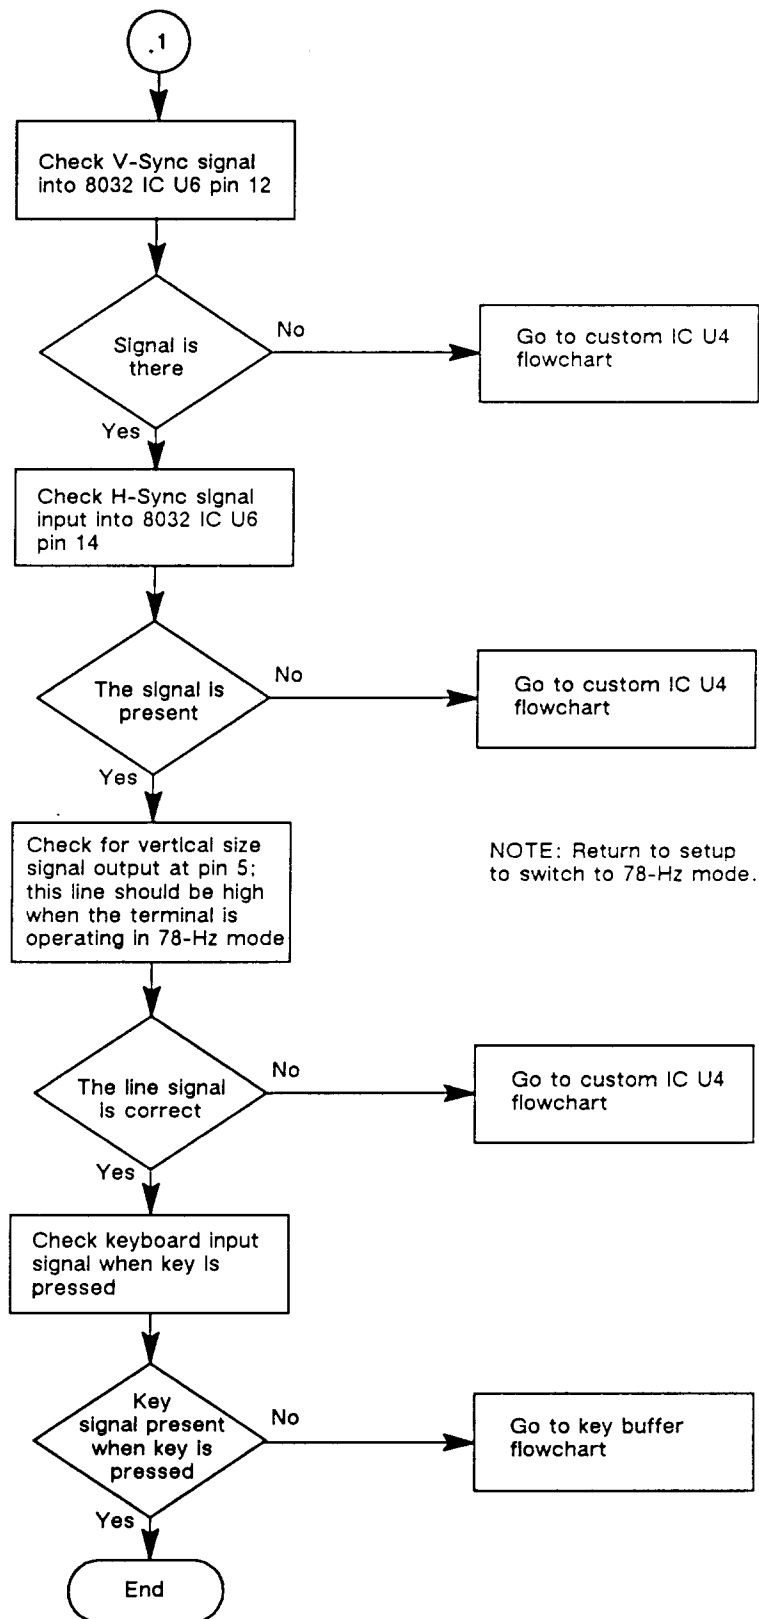 .1
Check V-Sync signal
into 8032 IC U6 pin 12
Signal is
there
No
Go to custom IC U4
flowchart
Yes
Check H-Sync signal
input into 8032 IC U6
pin 14
The signal is
present
No
Go to custom IC U4
flowchart
Yes
Check for vertical size
signal output at pin 5;
this line should be high
when the terminal is
operating in 78-Hz mode
NOTE: Return to setup
to switch to 78-Hz mode.
The line signal
is correct
No
Go to custom IC U4
flowchart
Yes
Check keyboard input
signal when key is
pressed
Key
signal present
when key is
pressed
No
Go to key buffer
flowchart
Yes
End